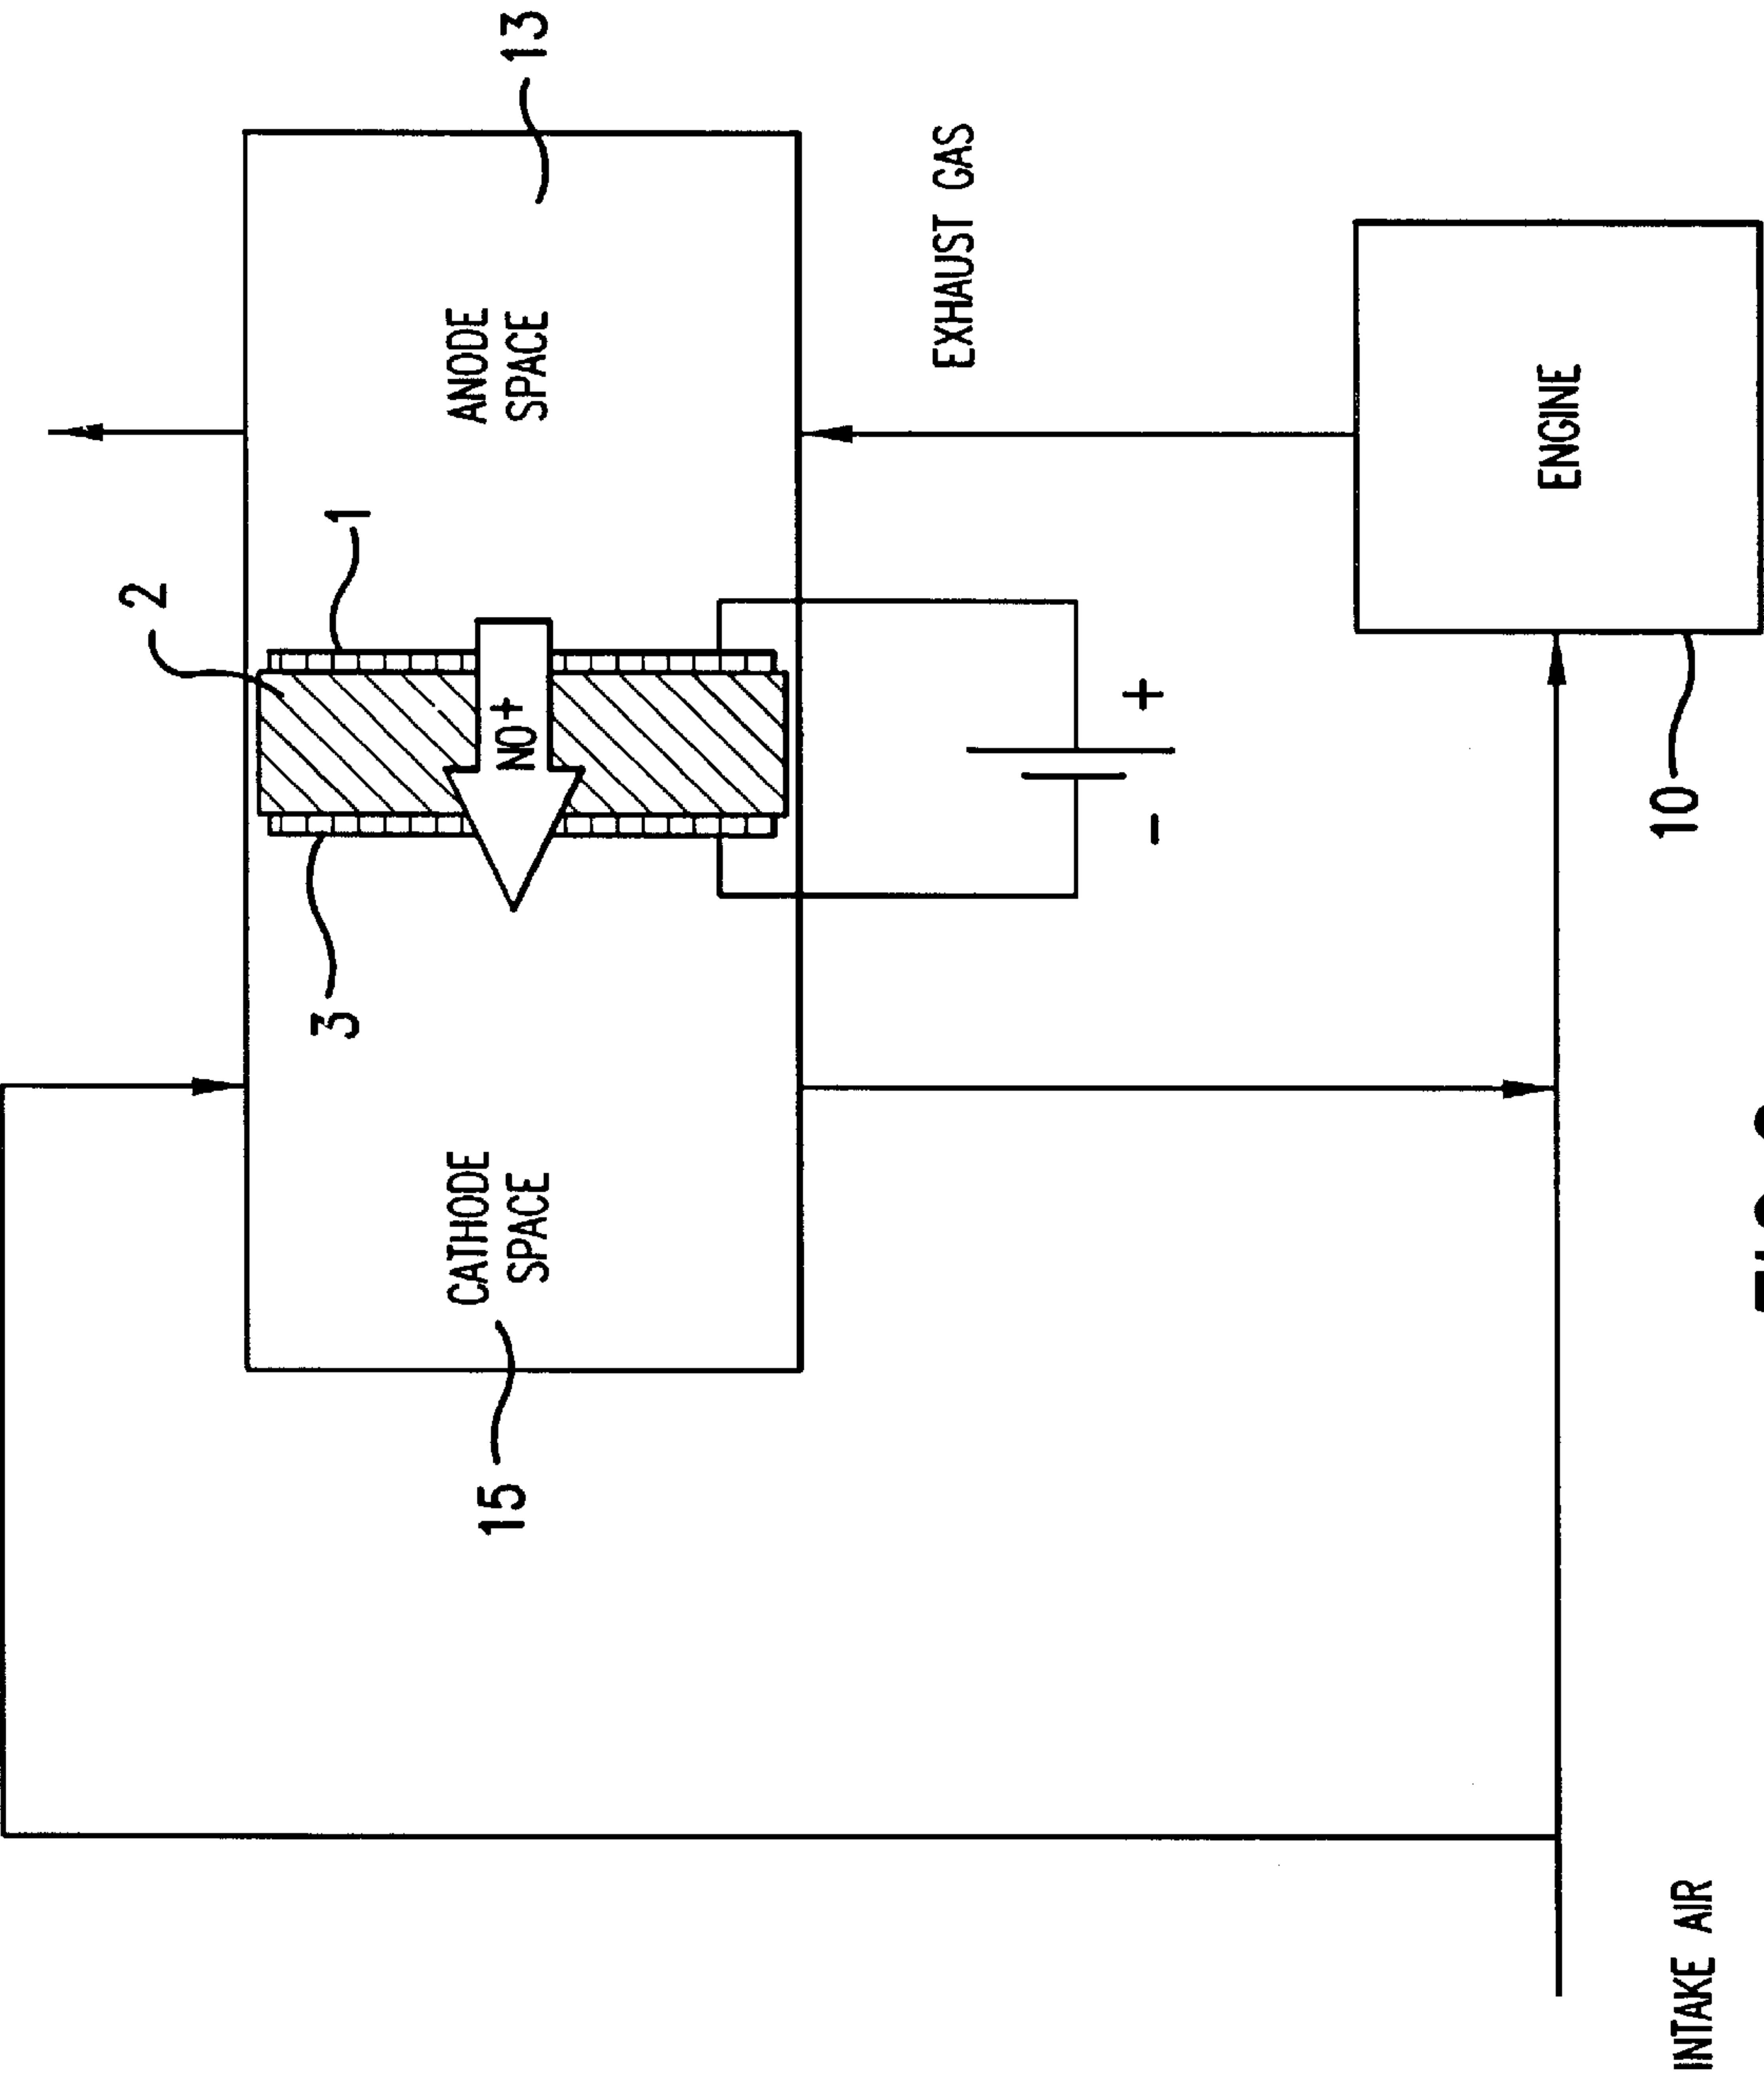 2
3
1
CATHODE
SPACE
ANODE
SPACE
15
NO+
13
EXHAUST GAS
- +
ENGINE
10
INTAKE AIR